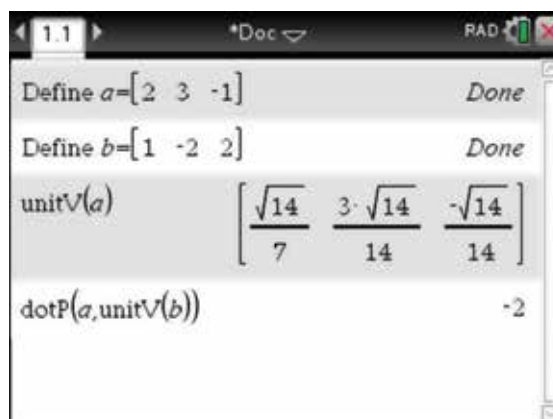 1.1 *Doc RAD
Define a=[2 3 -1] Done
Define b=[1 -2 2] Done
unitV(a) [√14/7 3·√14/14 -√14/14]
dotP(a,unitV(b)) -2